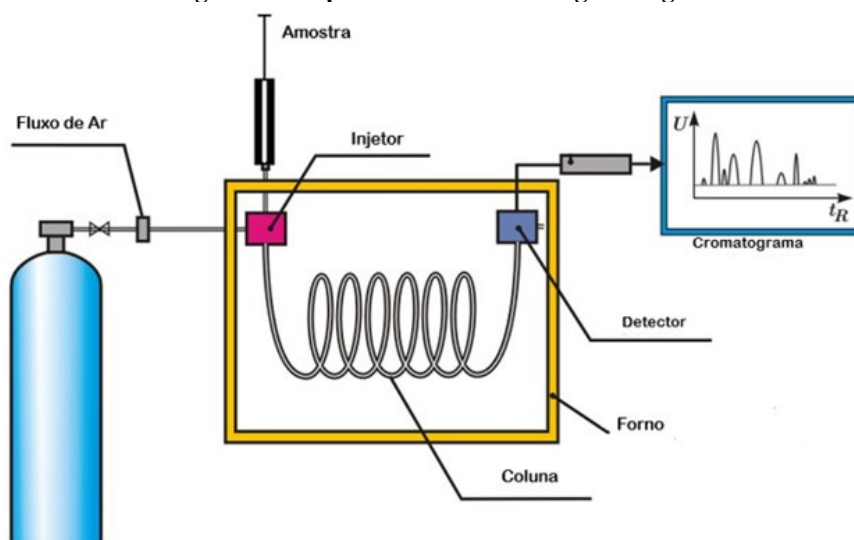 Amostra
Fluxo de Ar
Injetor
U
t_R
Cromatograma
Detector
Forno
Coluna